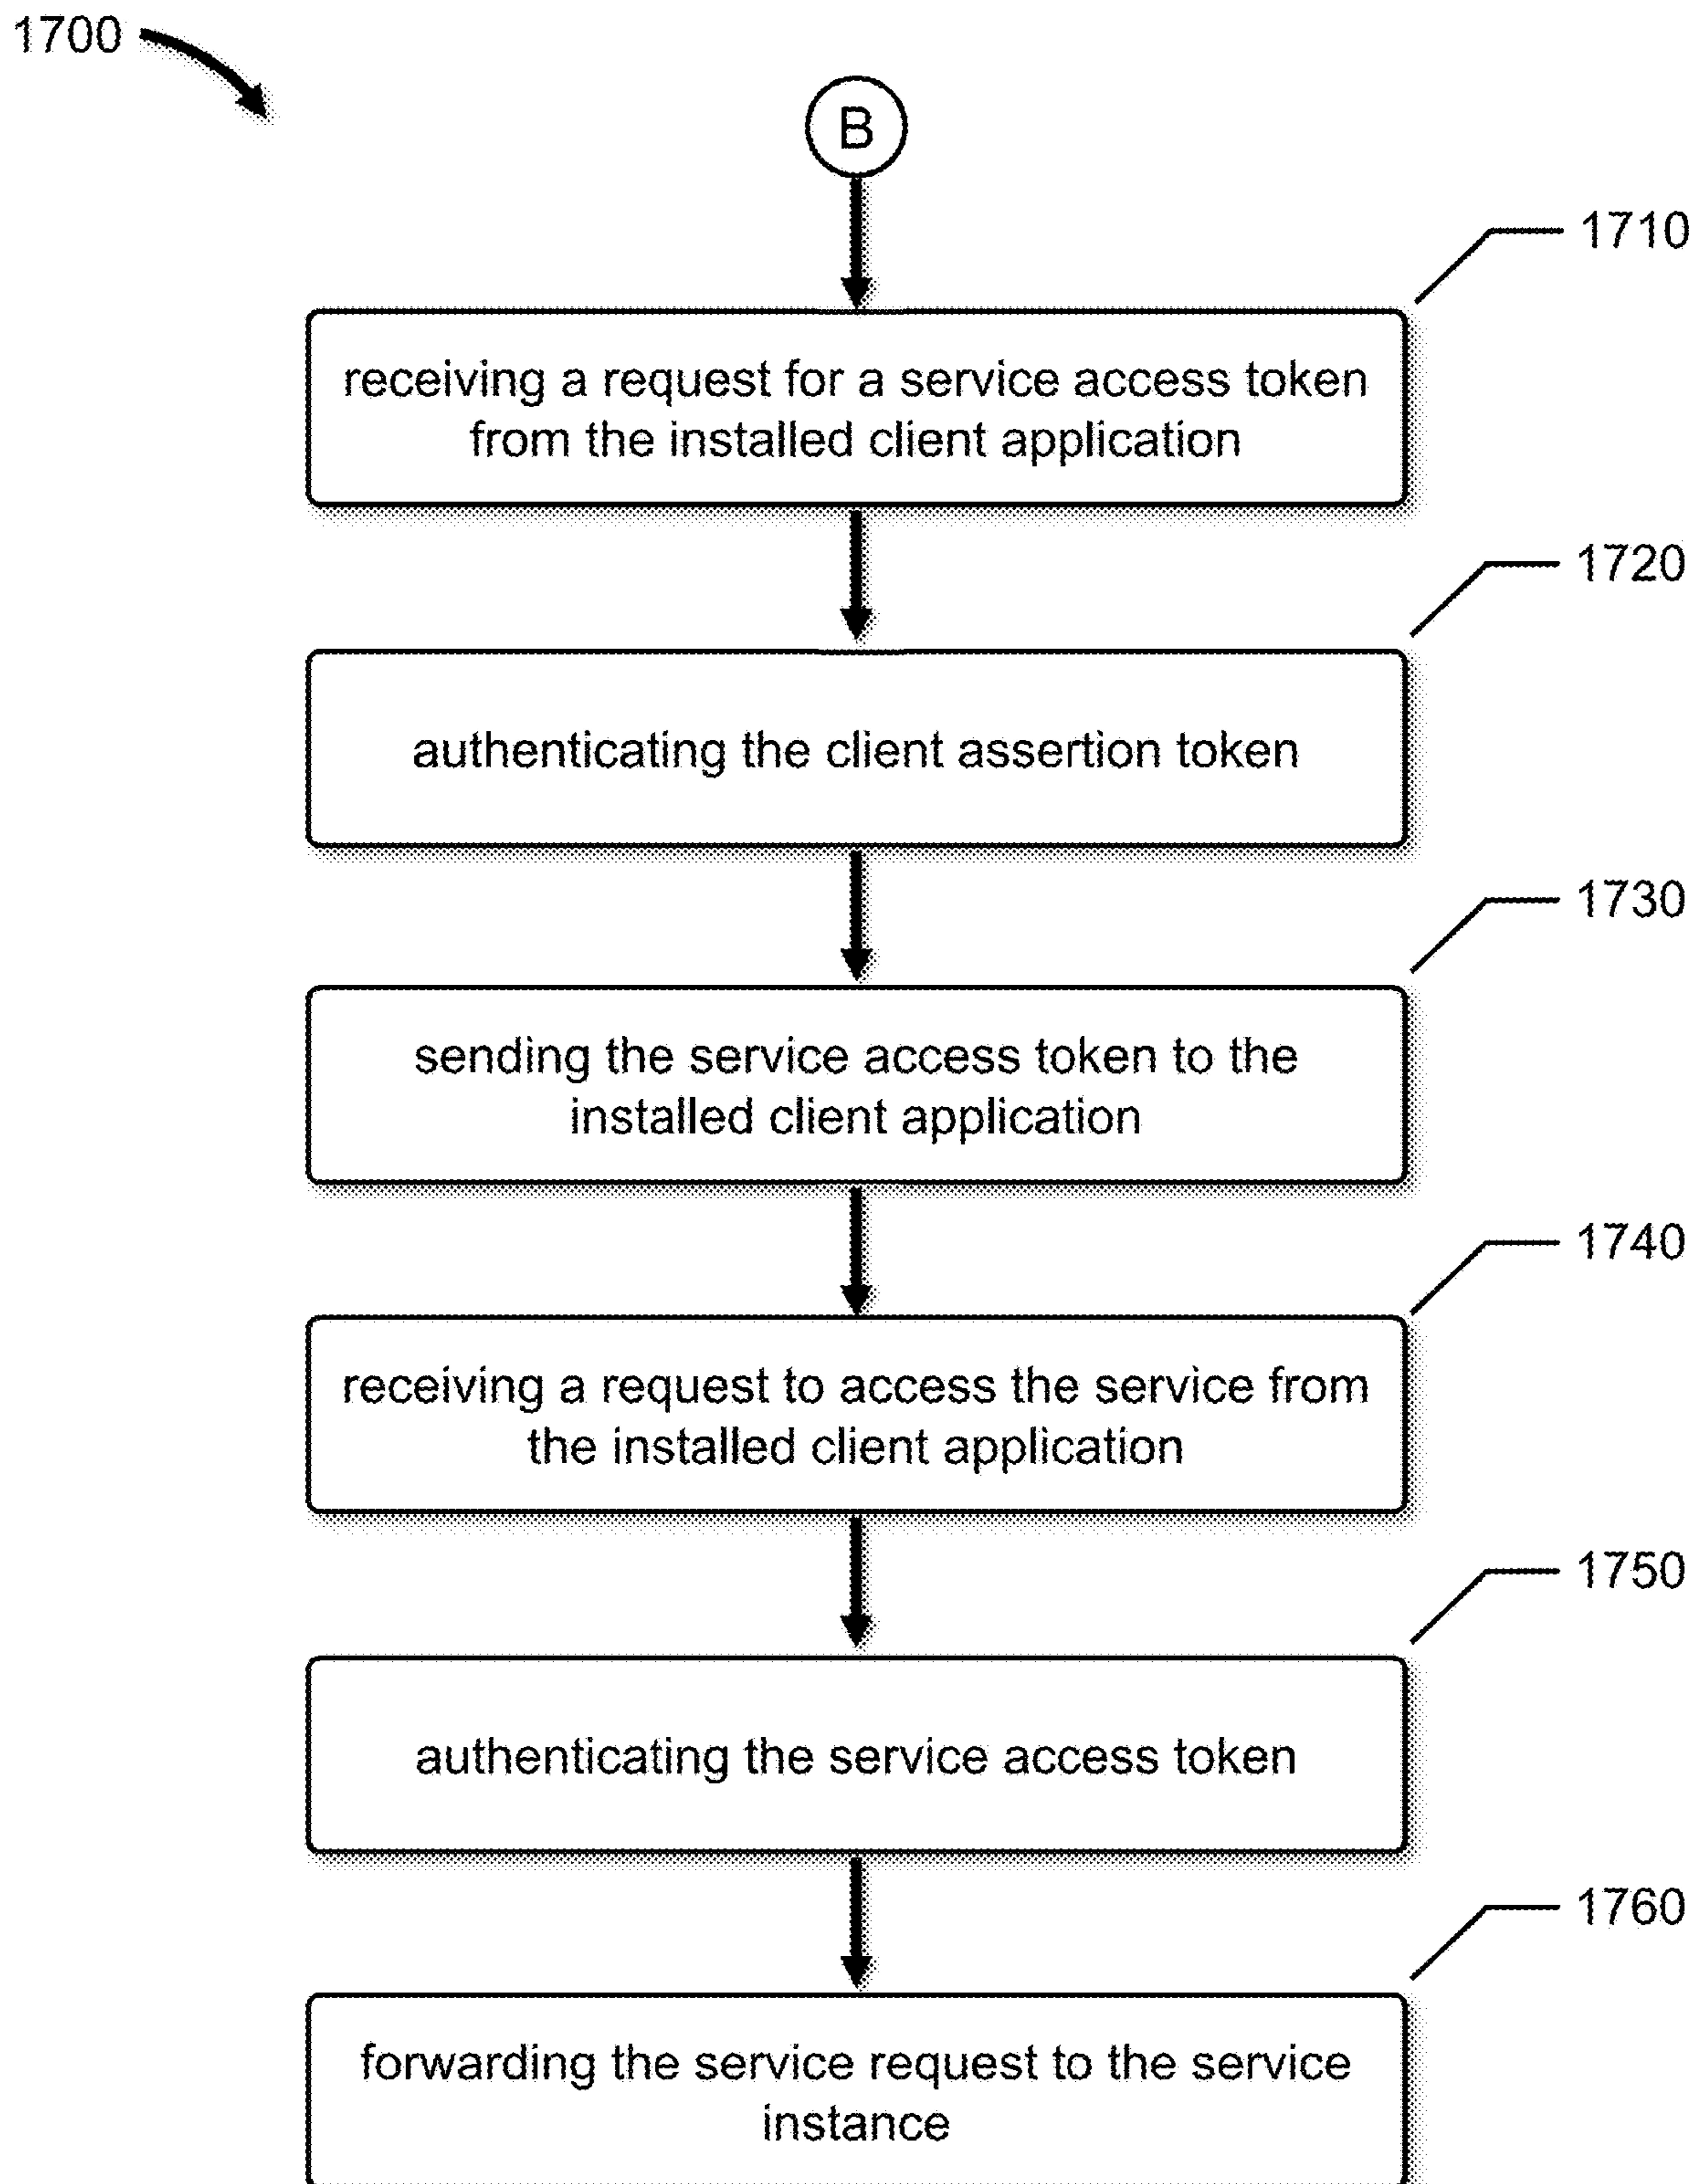 1700
B
1710
receiving a request for a service access token
from the installed client application
1720
authenticating the client assertion token
1730
sending the service access token to the
installed client application
1740
receiving a request to access the service from
the installed client application
1750
authenticating the service access token
1760
forwarding the service request to the service
instance